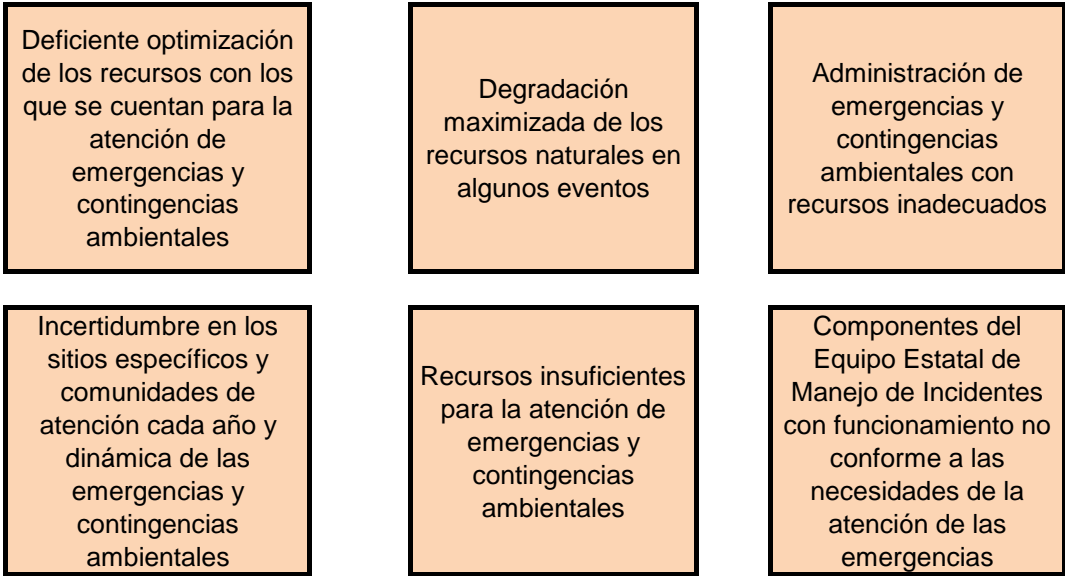 Deficiente optimización
de los recursos con los
que se cuentan para la
atención de
emergencias y
contingencias
ambientales
Degradación
maximizada de los
recursos naturales en
algunos eventos
Administración de
emergencias y
contingencias
ambientales con
recursos inadecuados
Incertidumbre en los
sitios específicos y
comunidades de
atención cada año y
dinámica de las
emergencias y
contingencias
ambientales
Recursos insuficientes
para la atención de
emergencias y
contingencias
ambientales
Componentes del
Equipo Estatal de
Manejo de Incidentes
con funcionamiento no
conforme a las
necesidades de la
atención de las
emergencias